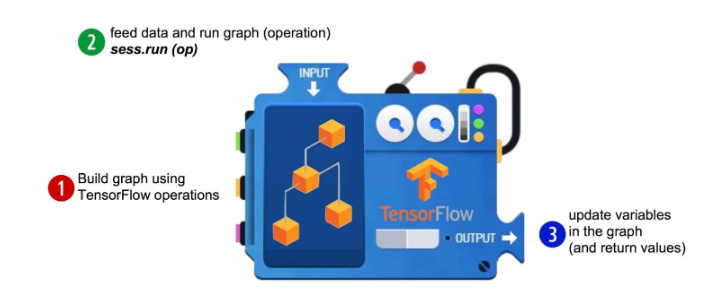 2 feed data and run graph (operation)
sess.run (op)
INPUT
1 Build graph using
TensorFlow operations
TensorFlow
OUTPUT
3 update variables
in the graph
(and return values)